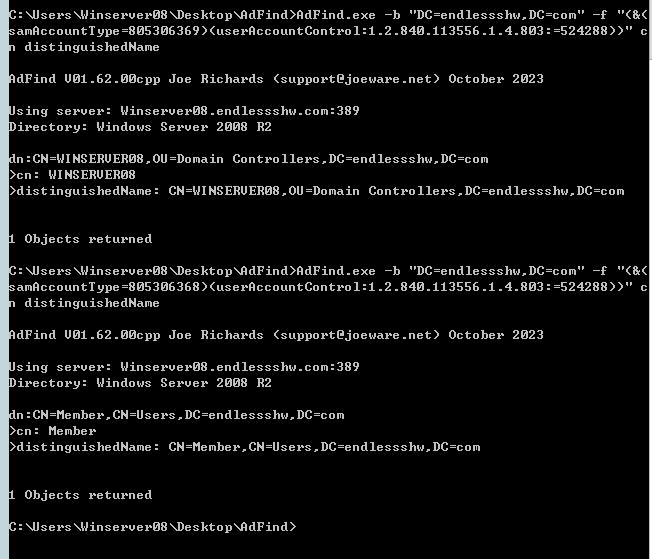 C:\Users\Winserver08\Desktop\AdFind>AdFind.exe -b "DC=endlessshw,DC=com" -f "(&(
samAccountType=805306369)(userAccountControl:1.2.840.113556.1.4.803:=524288))" c
n distinguishedName
AdFind V01.62.00cpp Joe Richards (support@joeware.net) October 2023
Using server: Winserver08.endlessshw.com:389
Directory: Windows Server 2008 R2
dn:CN=WINSERVER08,OU=Domain Controllers,DC=endlessshw,DC=com
>cn: WINSERVER08
>distinguishedName: CN=WINSERVER08,OU=Domain Controllers,DC=endlessshw,DC=com
1 Objects returned
C:\Users\Winserver08\Desktop\AdFind>AdFind.exe -b "DC=endlessshw,DC=com" -f "(&(
samAccountType=805306368)(userAccountControl:1.2.840.113556.1.4.803:=524288))" c
n distinguishedName
AdFind V01.62.00cpp Joe Richards (support@joeware.net) October 2023
Using server: Winserver08.endlessshw.com:389
Directory: Windows Server 2008 R2
dn:CN=Member,CN=Users,DC=endlessshw,DC=com
>cn: Member
>distinguishedName: CN=Member,CN=Users,DC=endlessshw,DC=com
1 Objects returned
C:\Users\Winserver08\Desktop\AdFind>